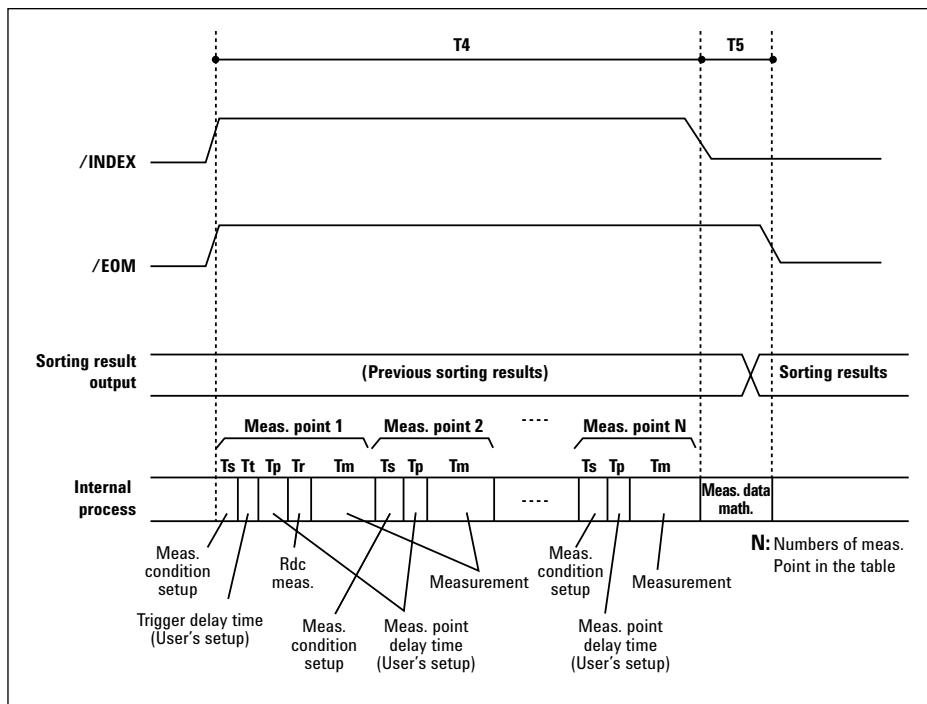 T4 T5
/INDEX
/EOM
Sorting result
output
(Previous sorting results) Sorting results
Meas. point 1 Meas. point 2 ---- Meas. point N
Ts Tt Tp Tr Tm Ts Tp Tm Ts Tp Tm
Internal
process
---- Meas. data
math.
N: Numbers of meas.
Point in the table
Meas.
condition
setup
Rdc
meas.
Measurement
Meas.
condition
setup
Measurement
Trigger delay time
(User's setup)
Meas.
condition
setup
Meas. point
delay time
(User's setup)
Meas. point
delay time
(User's setup)